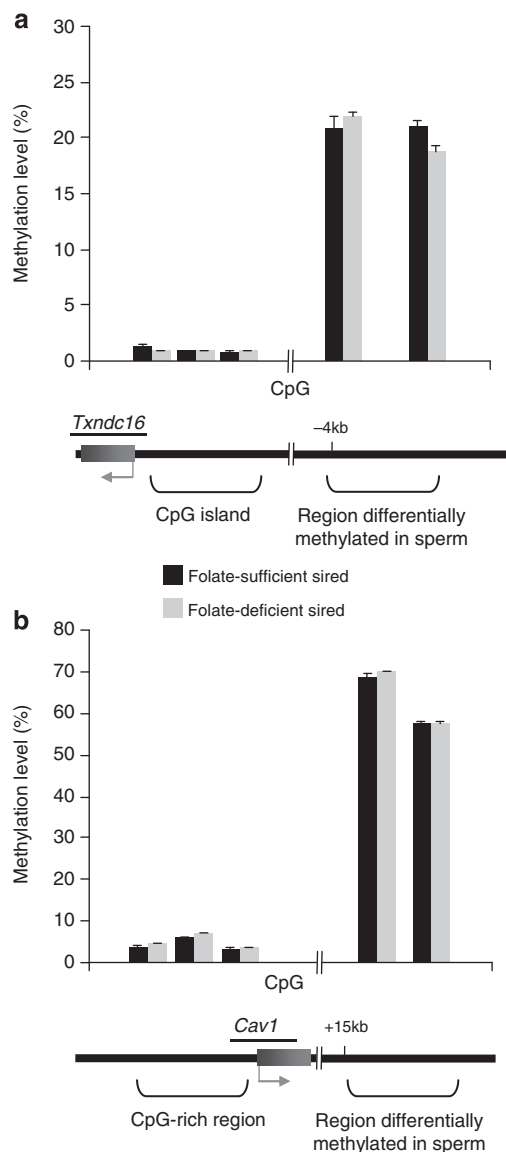 a
30
25
20
15
10
5
0
Methylation level (%)
CpG
Txndc16
–4kb
CpG island
Region differentially
methylated in sperm
Folate-sufficient sired
Folate-deficient sired
b
80
70
60
50
40
30
20
10
0
Methylation level (%)
CpG
Cav1
+15kb
CpG-rich region
Region differentially
methylated in sperm